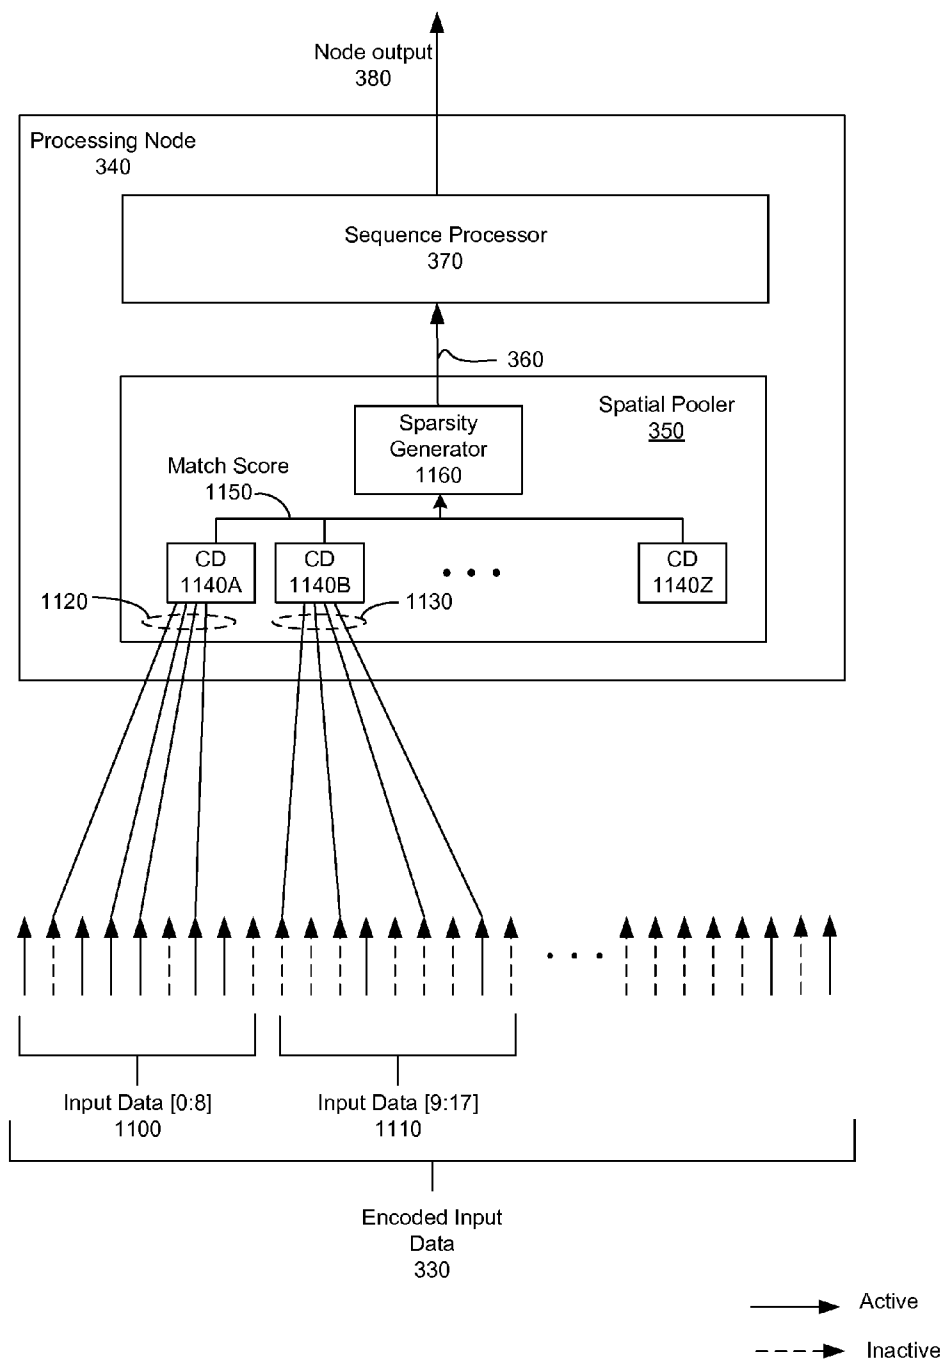 Node output
380
Processing Node
340
Sequence Processor
370
360
Spatial Pooler
350
Sparsity
Generator
1160
Match Score
1150
CD
1140A
CD
1140B
CD
1140Z
1120
1130
Input Data [0:8]
1100
Input Data [9:17]
1110
Encoded Input
Data
330
Active
Inactive